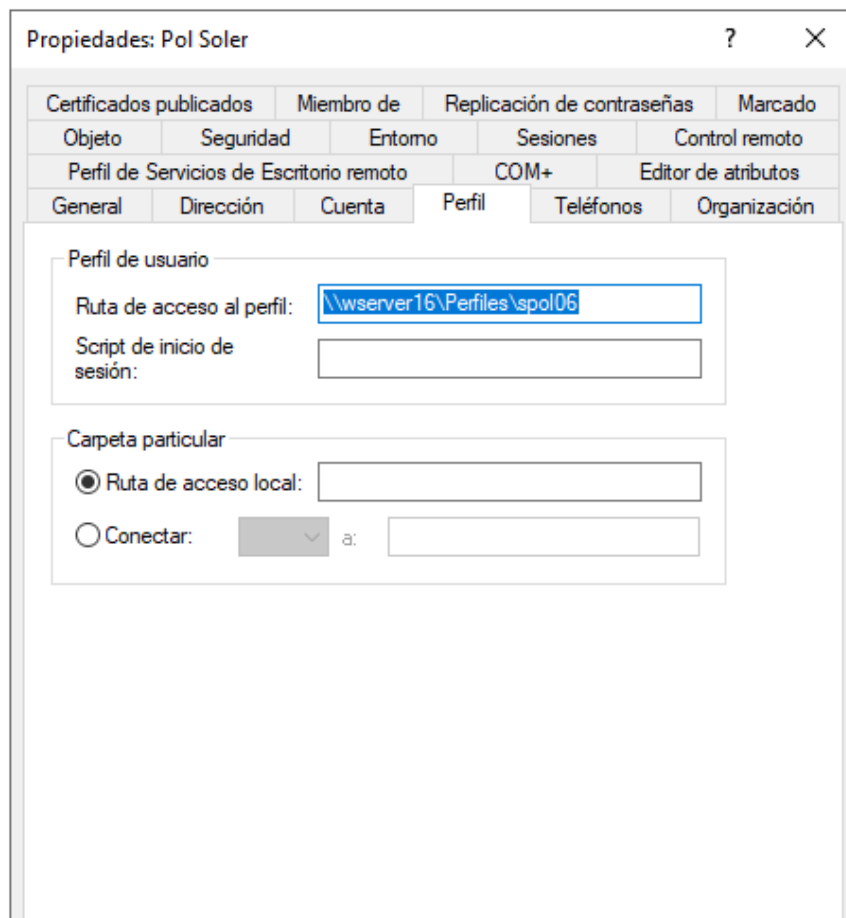 Propiedades: Pol Soler ?
Certificados publicados Miembro de Replicación de contraseñas Marcado
Objeto Seguridad Entorno Sesiones Control remoto
Perfil de Servicios de Escritorio remoto COM+ Editor de atributos
General Dirección Cuenta Perfil Teléfonos Organización
Perfil de usuario
Ruta de acceso al perfil: \\wserver16\Perfiles\spol06
Script de inicio de
sesión:
Carpeta particular
Ruta de acceso local:
Conectar: a: